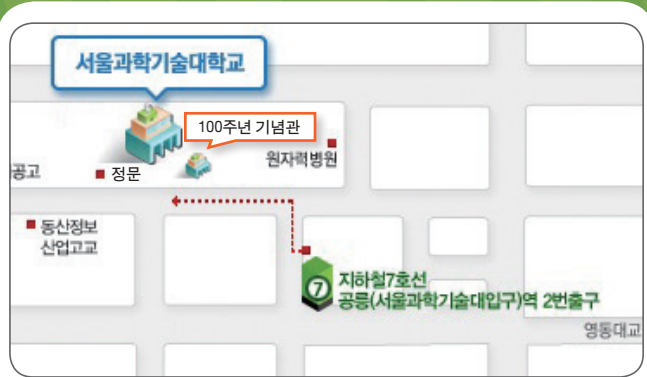 서울과학기술대학교
100주년 기념관
원자력병원
공고
정문
동산정보
산업고교
7
지하철7호선
공릉(서울과학기술대입구)역 2번출구
영동대교